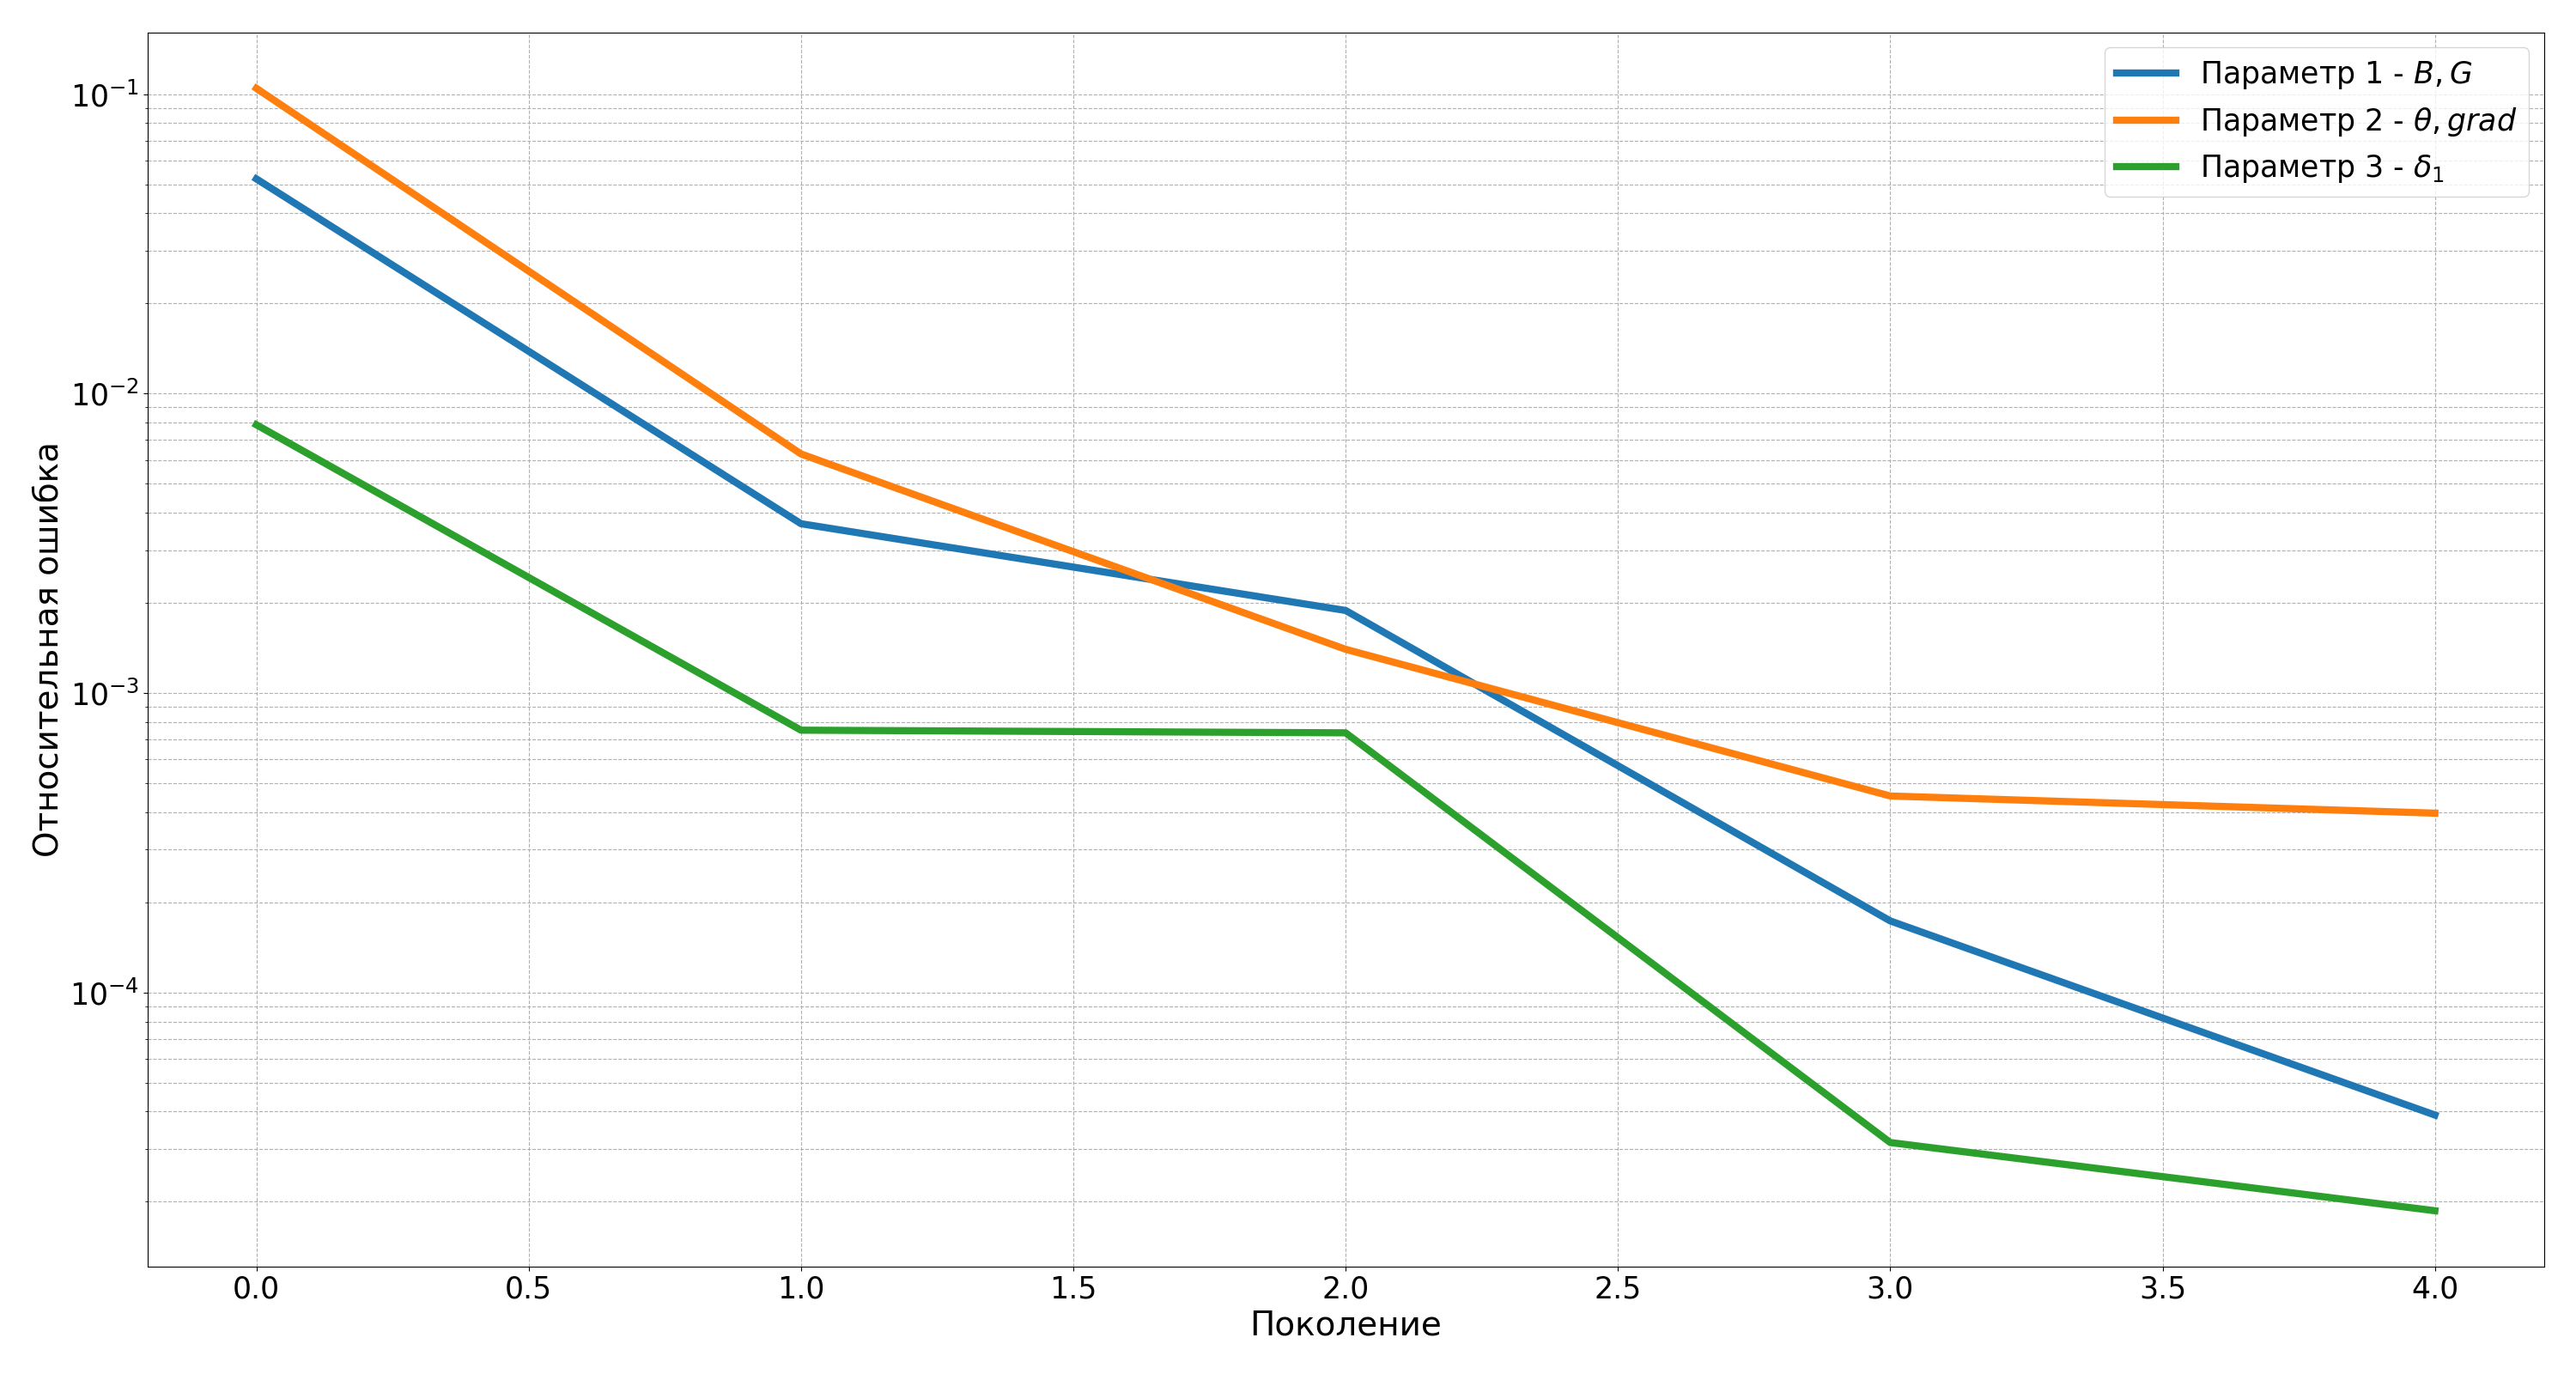 Относительная ошибка
10⁻¹
10⁻²
10⁻³
10⁻⁴
Параметр 1 - B, G
Параметр 2 - θ, grad
Параметр 3 - δ₁
0.0 0.5 1.0 1.5 2.0 2.5 3.0 3.5 4.0
Поколение